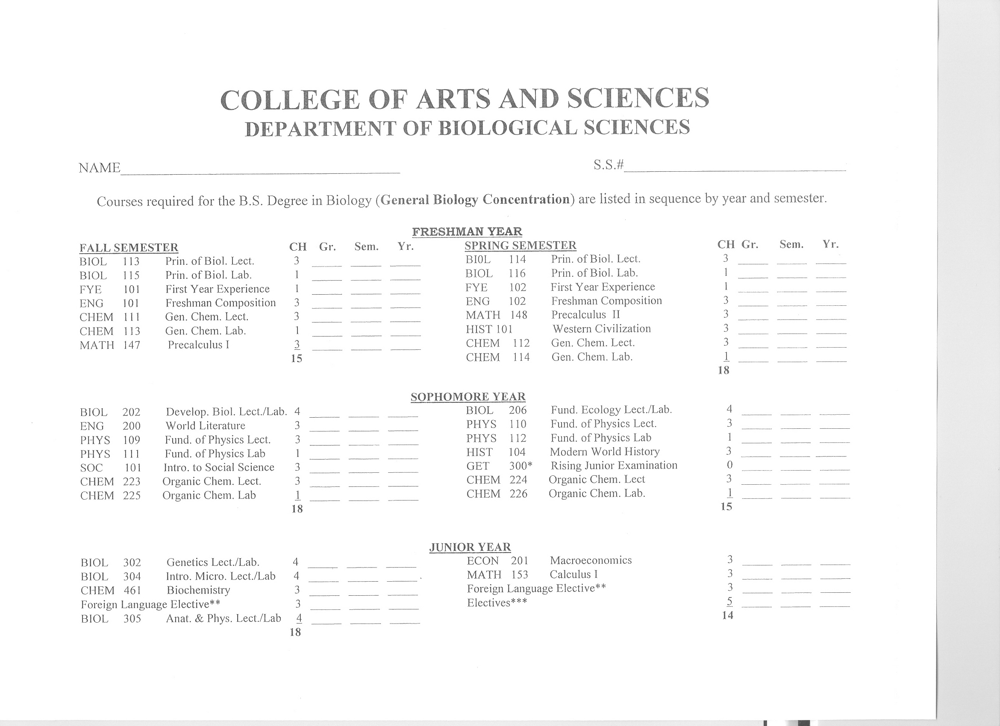 COLLEGE OF ARTS AND SCIENCES
DEPARTMENT OF BIOLOGICAL SCIENCES
NAME S.S.#
Courses required for the B.S. Degree in Biology (General Biology Concentration) are listed in sequence by year and semester.
FRESHMAN YEAR
FALL SEMESTER CH Gr. Sem. Yr.
BIOL 113 Prin. of Biol. Lect. 3
BIOL 115 Prin. of Biol. Lab. 1
FYE 101 First Year Experience 1
ENG 101 Freshman Composition 3
CHEM 111 Gen. Chem. Lect. 3
CHEM 113 Gen. Chem. Lab. 1
MATH 147 Precalculus I 3
15
SPRING SEMESTER CH Gr. Sem. Yr.
BIOL 114 Prin. of Biol. Lect. 3
BIOL 116 Prin. of Biol. Lab. 1
FYE 102 First Year Experience 1
ENG 102 Freshman Composition 3
MATH 148 Precalculus II 3
HIST 101 Western Civilization 3
CHEM 112 Gen. Chem. Lect. 3
CHEM 114 Gen. Chem. Lab. 1
18
SOPHOMORE YEAR
BIOL 202 Develop. Biol. Lect./Lab. 4
ENG 200 World Literature 3
PHYS 109 Fund. of Physics Lect. 3
PHYS 111 Fund. of Physics Lab 1
SOC 101 Intro. to Social Science 3
CHEM 223 Organic Chem. Lect. 3
CHEM 225 Organic Chem. Lab 1
18
BIOL 206 Fund. Ecology Lect./Lab. 4
PHYS 110 Fund. of Physics Lect. 3
PHYS 112 Fund. of Physics Lab 1
HIST 104 Modern World History 3
GET 300* Rising Junior Examination 0
CHEM 224 Organic Chem. Lect 3
CHEM 226 Organic Chem. Lab. 1
15
JUNIOR YEAR
BIOL 302 Genetics Lect./Lab. 4
BIOL 304 Intro. Micro. Lect./Lab 4
CHEM 461 Biochemistry 3
Foreign Language Elective** 3
BIOL 305 Anat. & Phys. Lect./Lab 4
18
ECON 201 Macroeconomics 3
MATH 153 Calculus I 3
Foreign Language Elective** 3
Electives*** 5
14